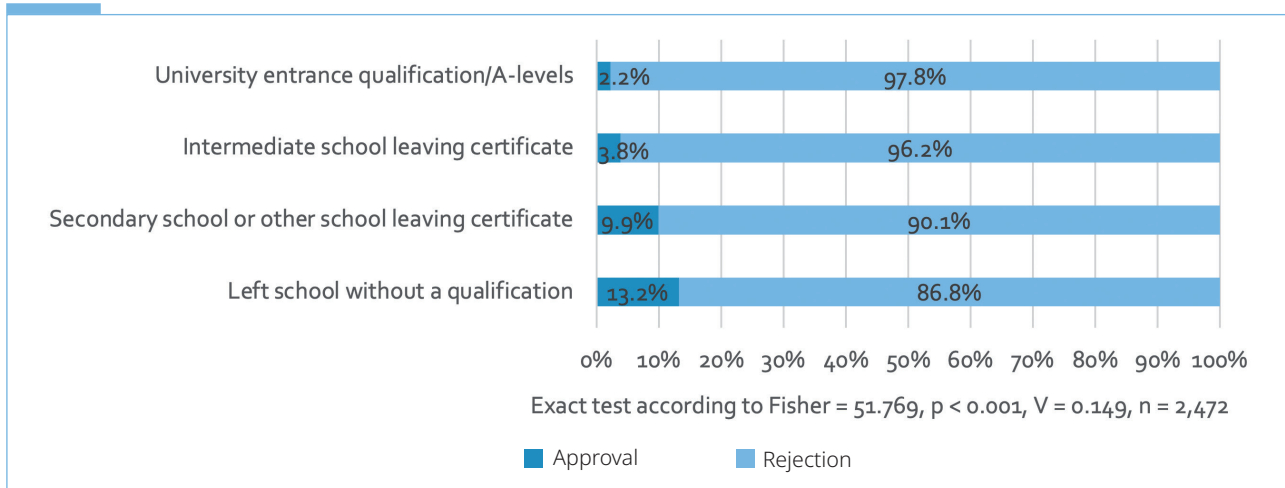 University entrance qualification/A-levels 2.2% 97.8%
Intermediate school leaving certificate 3.8% 96.2%
Secondary school or other school leaving certificate 9.9% 90.1%
Left school without a qualification 13.2% 86.8%
0% 10% 20% 30% 40% 50% 60% 70% 80% 90% 100%
Exact test according to Fisher = 51.769, p < 0.001, V = 0.149, n = 2,472
Approval Rejection